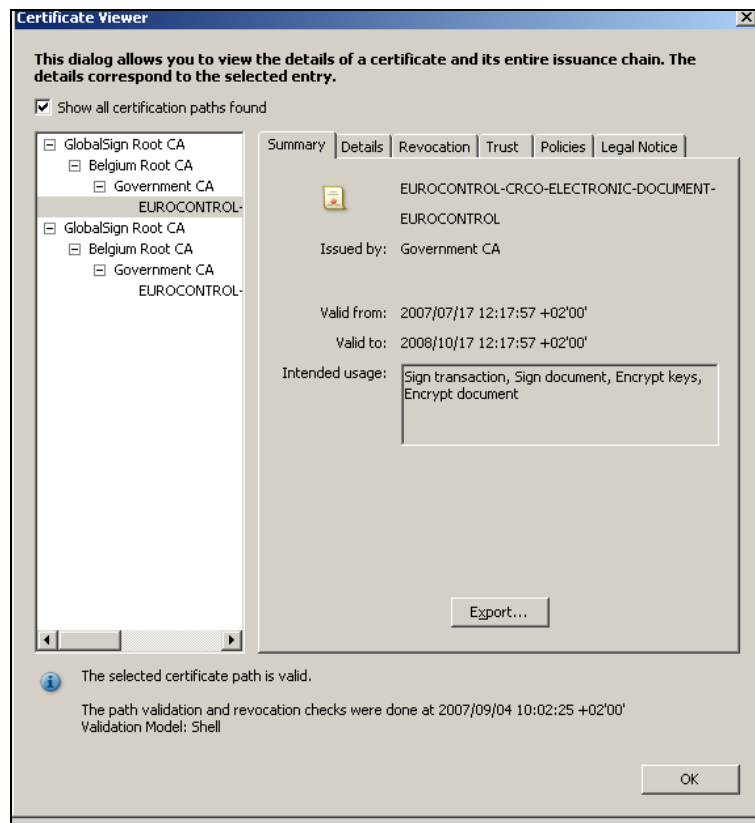 Certificate Viewer
This dialog allows you to view the details of a certificate and its entire issuance chain. The
details correspond to the selected entry.
Show all certification paths found
GlobalSign Root CA
Belgium Root CA
Government CA
EUROCONTROL-
GlobalSign Root CA
Belgium Root CA
Government CA
EUROCONTROL-
Summary Details Revocation Trust Policies Legal Notice
EUROCONTROL-CRCO-ELECTRONIC-DOCUMENT-
EUROCONTROL
Issued by: Government CA
Valid from: 2007/07/17 12:17:57 +02'00'
Valid to: 2008/10/17 12:17:57 +02'00'
Intended usage: Sign transaction, Sign document, Encrypt keys,
Encrypt document
Export...
The selected certificate path is valid.
The path validation and revocation checks were done at 2007/09/04 10:02:25 +02'00'
Validation Model: Shell
OK